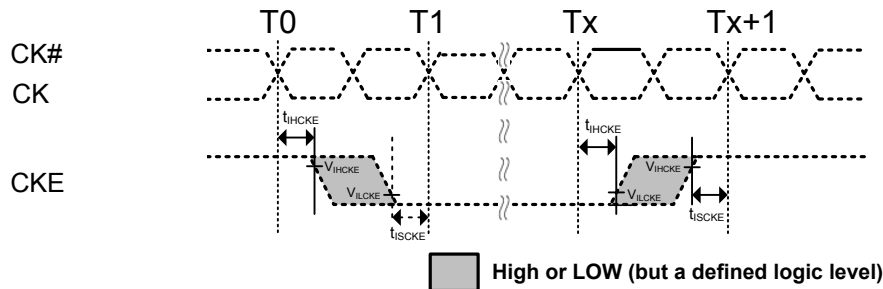 T0 T1 Tx Tx+1
CK#
CK
tIHCKE tIHCKE
CKE
VIHCKE VIHCKE
VILCKE VILCKE
tISCKE tISCKE
High or LOW (but a defined logic level)